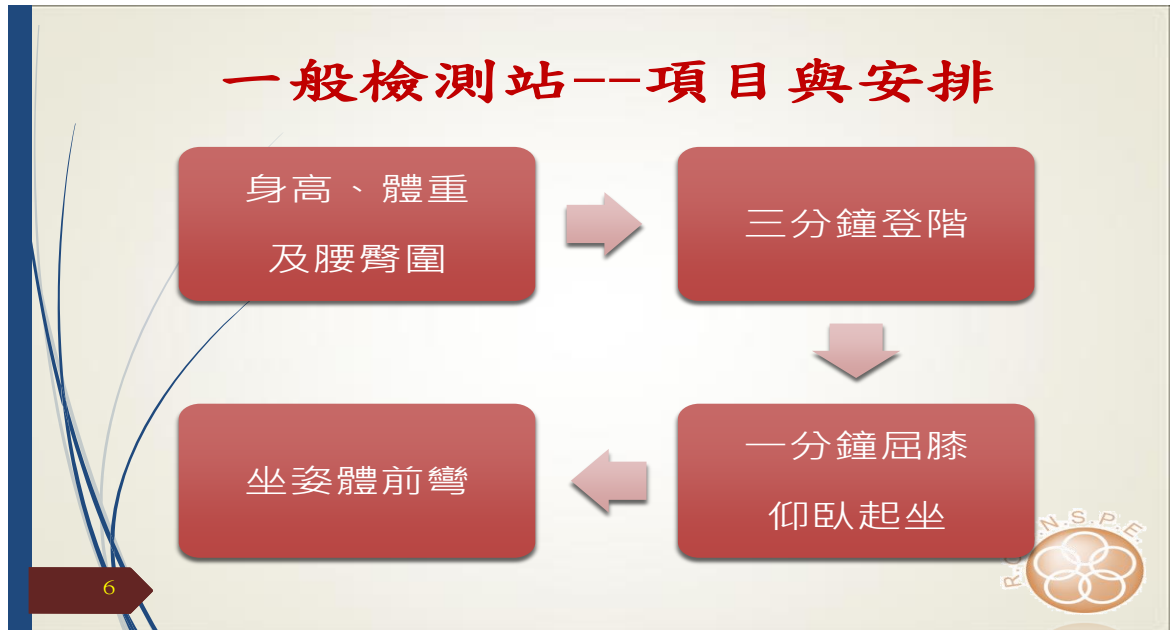 一般檢測站--項目與安排
身高、體重
及腰臀圍
三分鐘登階
一分鐘屈膝
仰臥起坐
坐姿體前彎
6